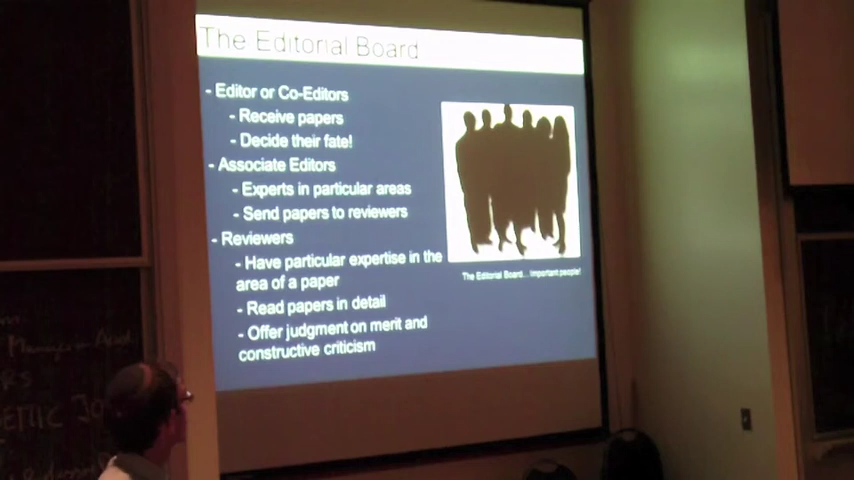 The Editorial Board
- Editor or Co-Editors
- Receive papers
- Decide their fate!
- Associate Editors
- Experts in particular areas
- Send papers to reviewers
- Reviewers
- Have particular expertise in the
area of a paper
- Read papers in detail
- Offer judgment on merit and
constructive criticism
The Editorial Board... Important people!